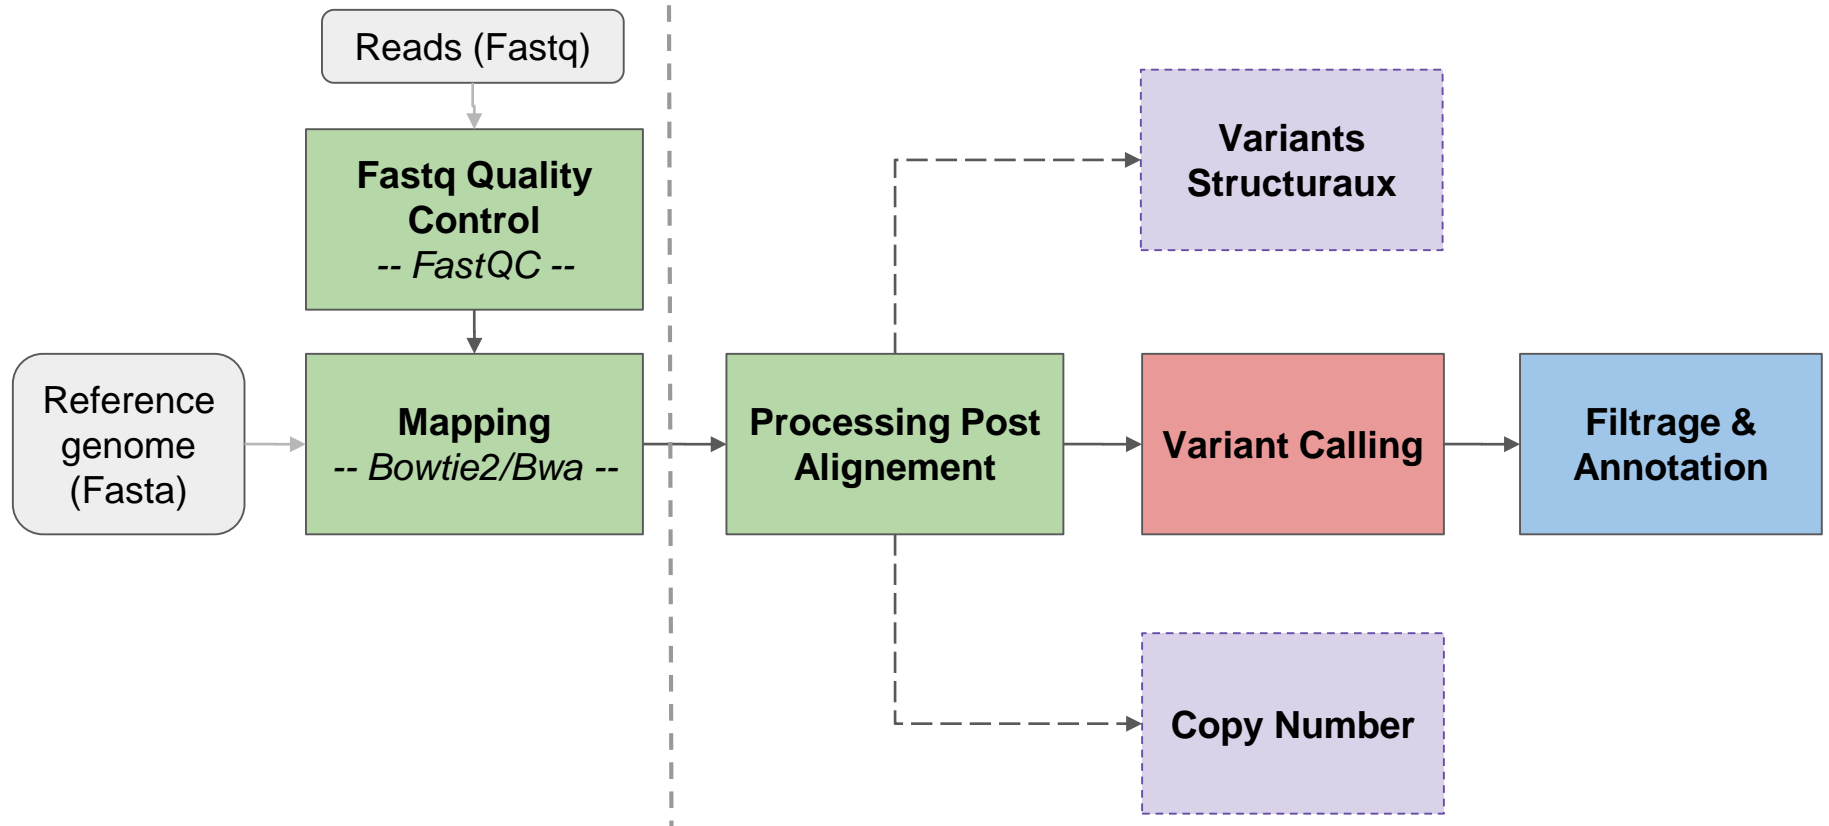 Reads (Fastq)
Fastq Quality
Control
-- FastQC --
Reference
genome
(Fasta)
Mapping
-- Bowtie2/Bwa --
Processing Post
Alignement
Variants
Structuraux
Variant Calling
Filtrage &
Annotation
Copy Number